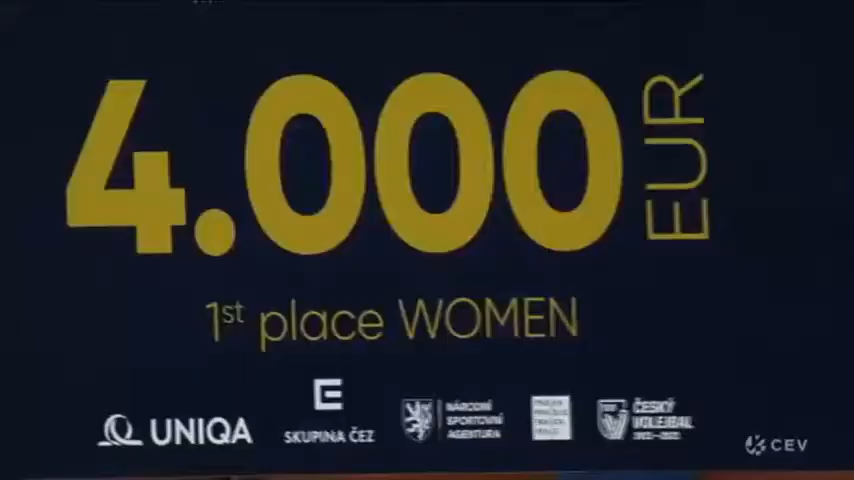 4.000 EUR
1st place WOMEN
UNIQA
SKUPINA ČEZ
NÁRODNÍ
SPORTOVNÍ
AGENTURA
ČESKÝ
VOLEJBAL
CEV